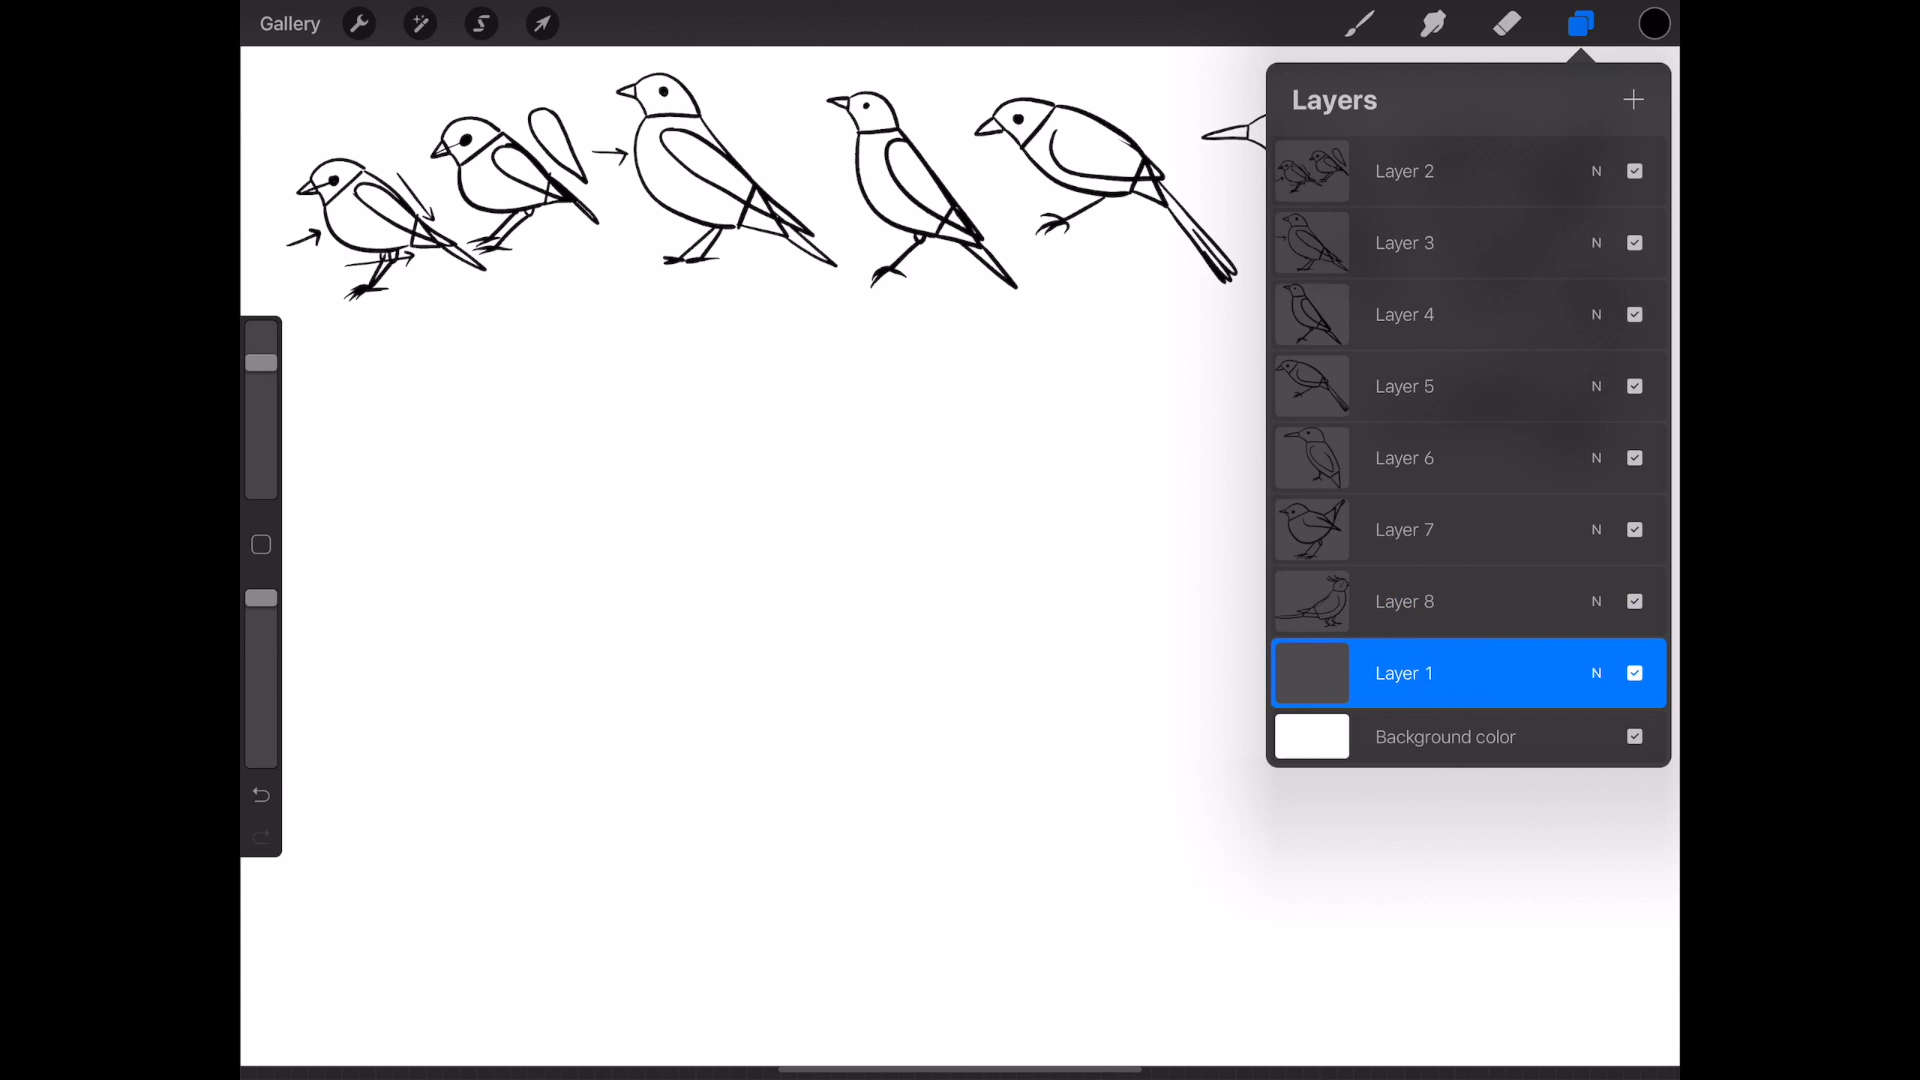 Gallery
Layers
Layer 2 N
Layer 3 N
Layer 4 N
Layer 5 N
Layer 6 N
Layer 7 N
Layer 8 N
Layer 1 N
Background color